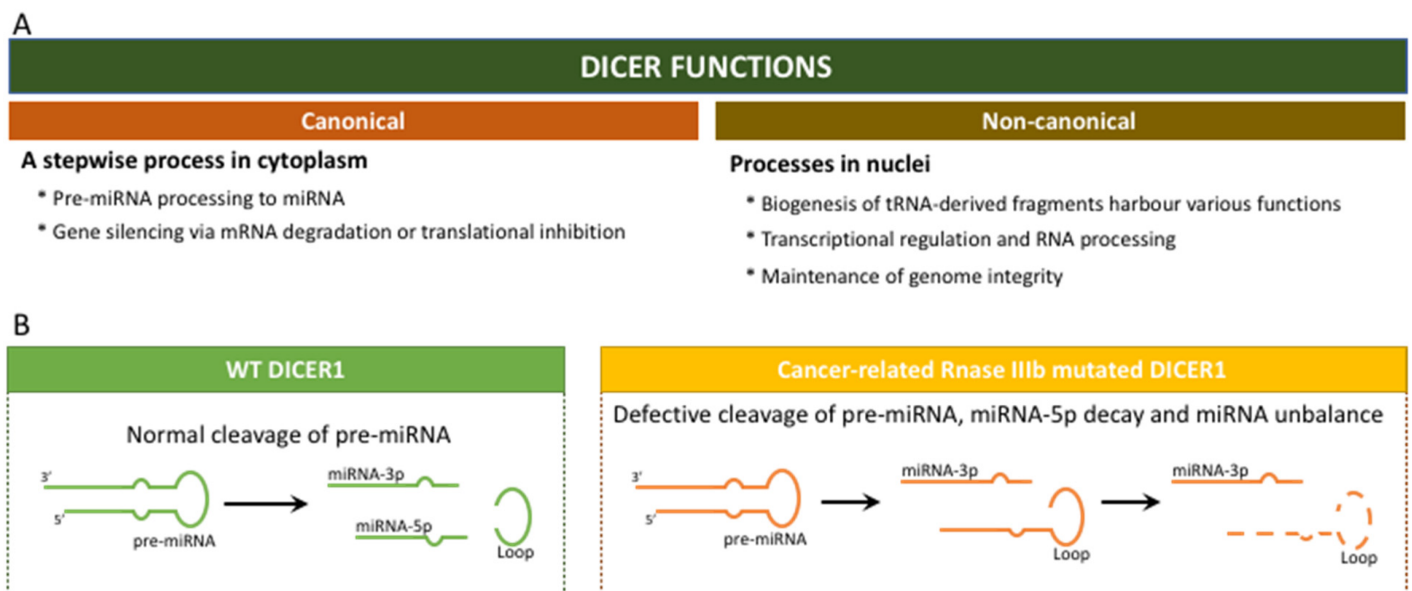 A
DICER FUNCTIONS
Canonical
A stepwise process in cytoplasm
* Pre-miRNA processing to miRNA
* Gene silencing via mRNA degradation or translational inhibition
Non-canonical
Processes in nuclei
* Biogenesis of tRNA-derived fragments harbour various functions
* Transcriptional regulation and RNA processing
* Maintenance of genome integrity
B
WT DICER1
Normal cleavage of pre-miRNA
3'
5'
pre-miRNA
miRNA-3p
miRNA-5p
Loop
Cancer-related Rnase IIIb mutated DICER1
Defective cleavage of pre-miRNA, miRNA-5p decay and miRNA unbalance
3'
5'
pre-miRNA
miRNA-3p
Loop
miRNA-3p
Loop